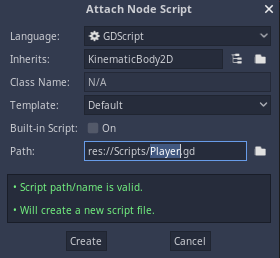 Attach Node Script
Language: GDScript
Inherits: KinematicBody2D
Class Name: N/A
Template: Default
Built-in Script: On
Path: res://Scripts/Player.gd
• Script path/name is valid.
• Will create a new script file.
Create Cancel